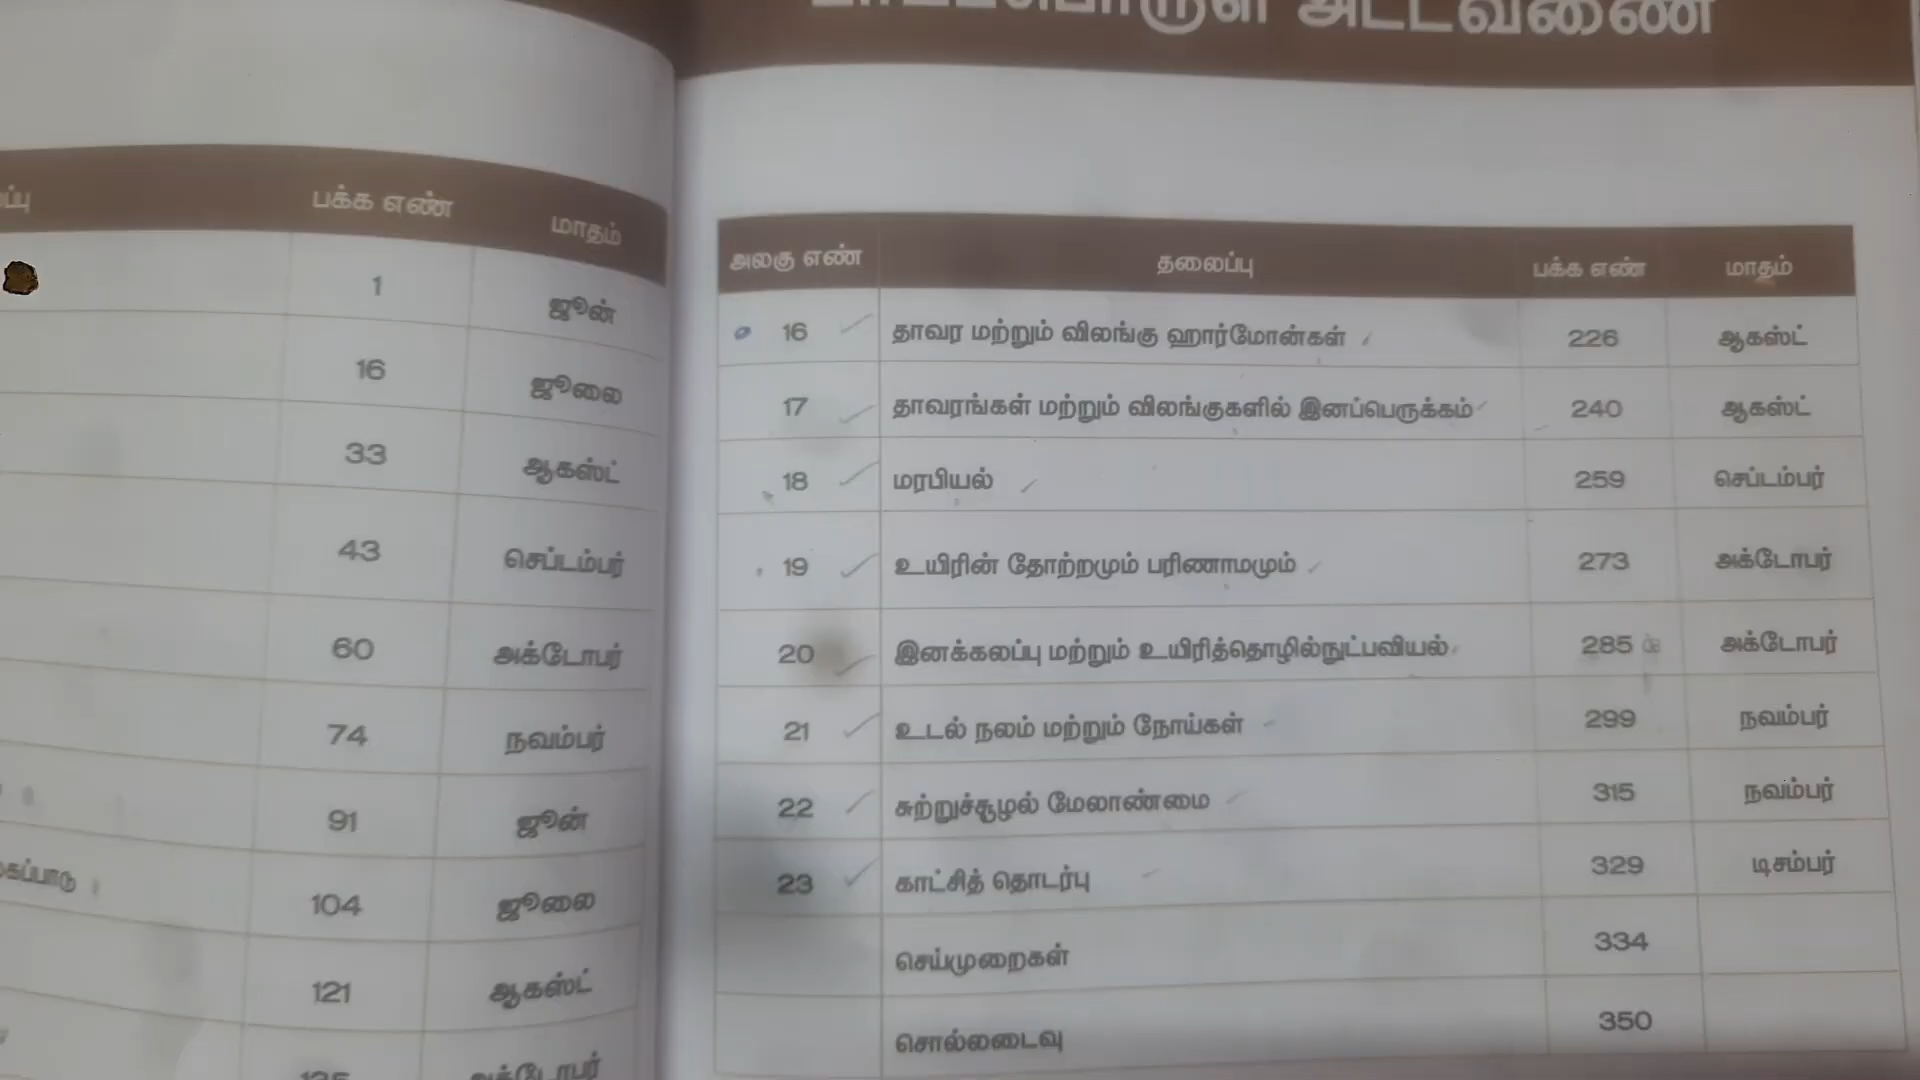 அட்டவணை
பக்க எண் மாதம்
1 ஜூன்
16 ஜூலை
33 ஆகஸ்ட்
43 செப்டம்பர்
60 அக்டோபர்
74 நவம்பர்
91 ஜூன்
104 ஜூலை
121 ஆகஸ்ட்
அக்டோபர்
அலகு எண் தலைப்பு பக்க எண் மாதம்
16 தாவர மற்றும் விலங்கு ஹார்மோன்கள் 226 ஆகஸ்ட்
17 தாவரங்கள் மற்றும் விலங்குகளில் இனப்பெருக்கம் 240 ஆகஸ்ட்
18 மரபியல் 259 செப்டம்பர்
19 உயிரின் தோற்றமும் பரிணாமமும் 273 அக்டோபர்
20 இனக்கலப்பு மற்றும் உயிரித்தொழில்நுட்பவியல் 285 அக்டோபர்
21 உடல் நலம் மற்றும் நோய்கள் 299 நவம்பர்
22 சுற்றுச்சூழல் மேலாண்மை 315 நவம்பர்
23 காட்சித் தொடர்பு 329 டிசம்பர்
செய்முறைகள் 334
சொல்லடைவு 350